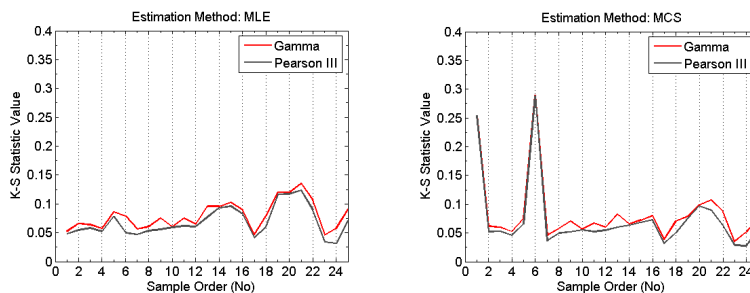 Estimation Method: MLE
0.4
0.35
0.3
0.25
0.2
0.15
0.1
0.05
0
K-S Statistic Value
Gamma
Pearson III
0 2 4 6 8 10 12 14 16 18 20 22 24
Sample Order (No)
Estimation Method: MCS
0.4
0.35
0.3
0.25
0.2
0.15
0.1
0.05
0
K-S Statistic Value
Gamma
Pearson III
0 2 4 6 8 10 12 14 16 18 20 22 24
Sample Order (No)